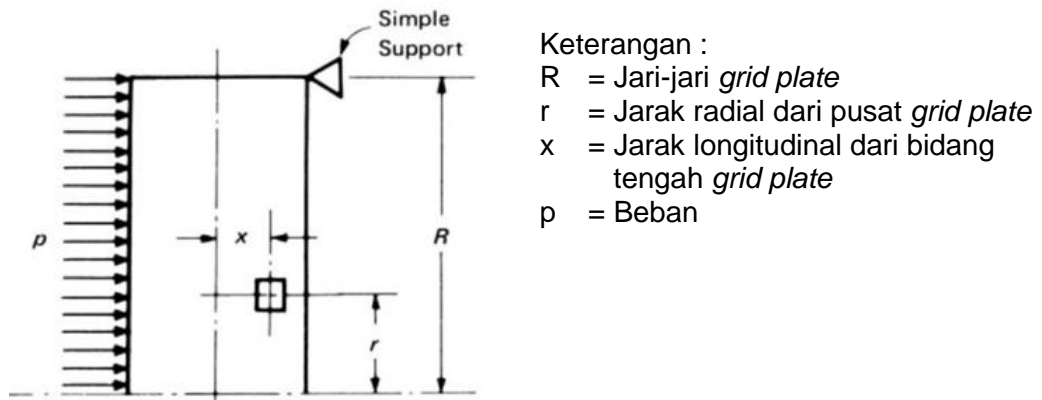 Simple
Support
p
x
R
r
Keterangan :
R = Jari-jari grid plate
r = Jarak radial dari pusat grid plate
x = Jarak longitudinal dari bidang
tengah grid plate
p = Beban